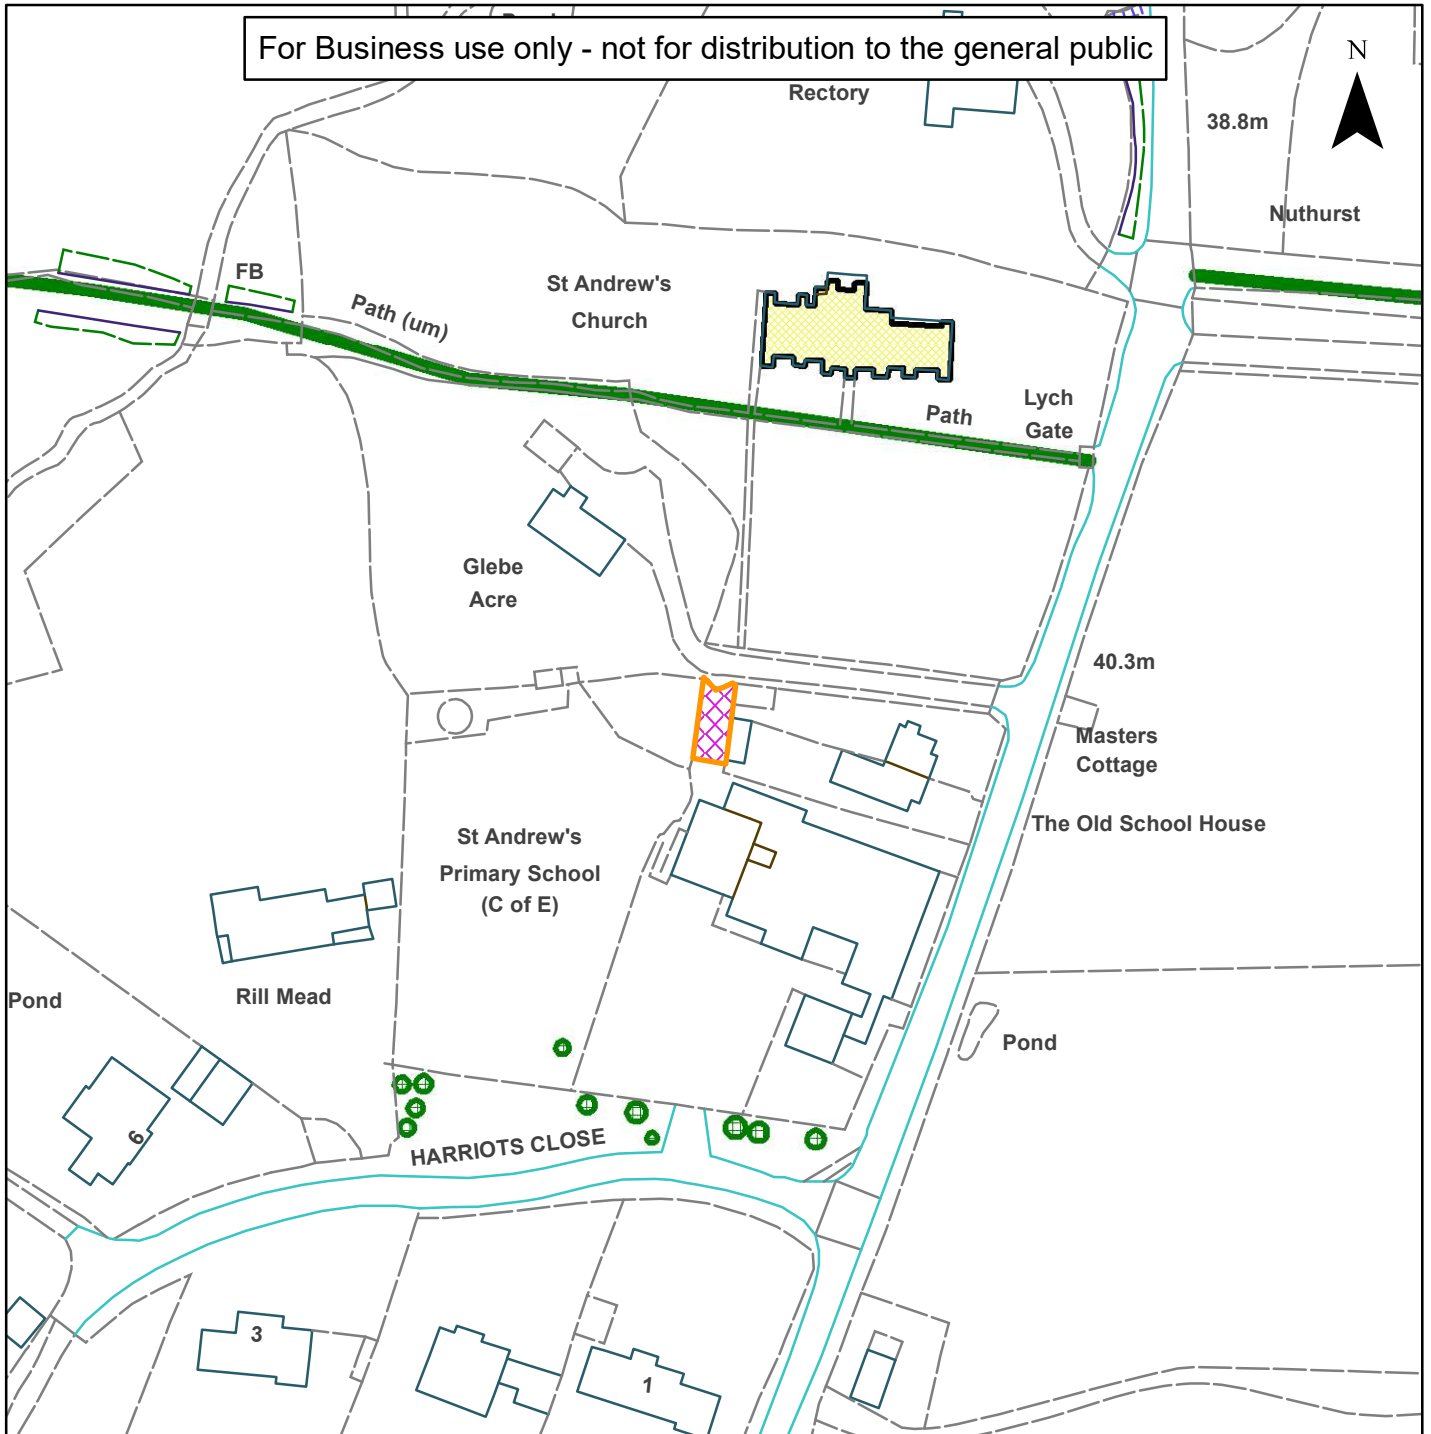 For Business use only - not for distribution to the general public
N
Rectory
38.8m
Nuthurst
FB
St Andrew's
Church
Path (um)
Lych
Gate
Path
Glebe
Acre
40.3m
Masters
Cottage
The Old School House
St Andrew's
Primary School
(C of E)
Rill Mead
Pond
Pond
6
HARRIOTS CLOSE
3
1